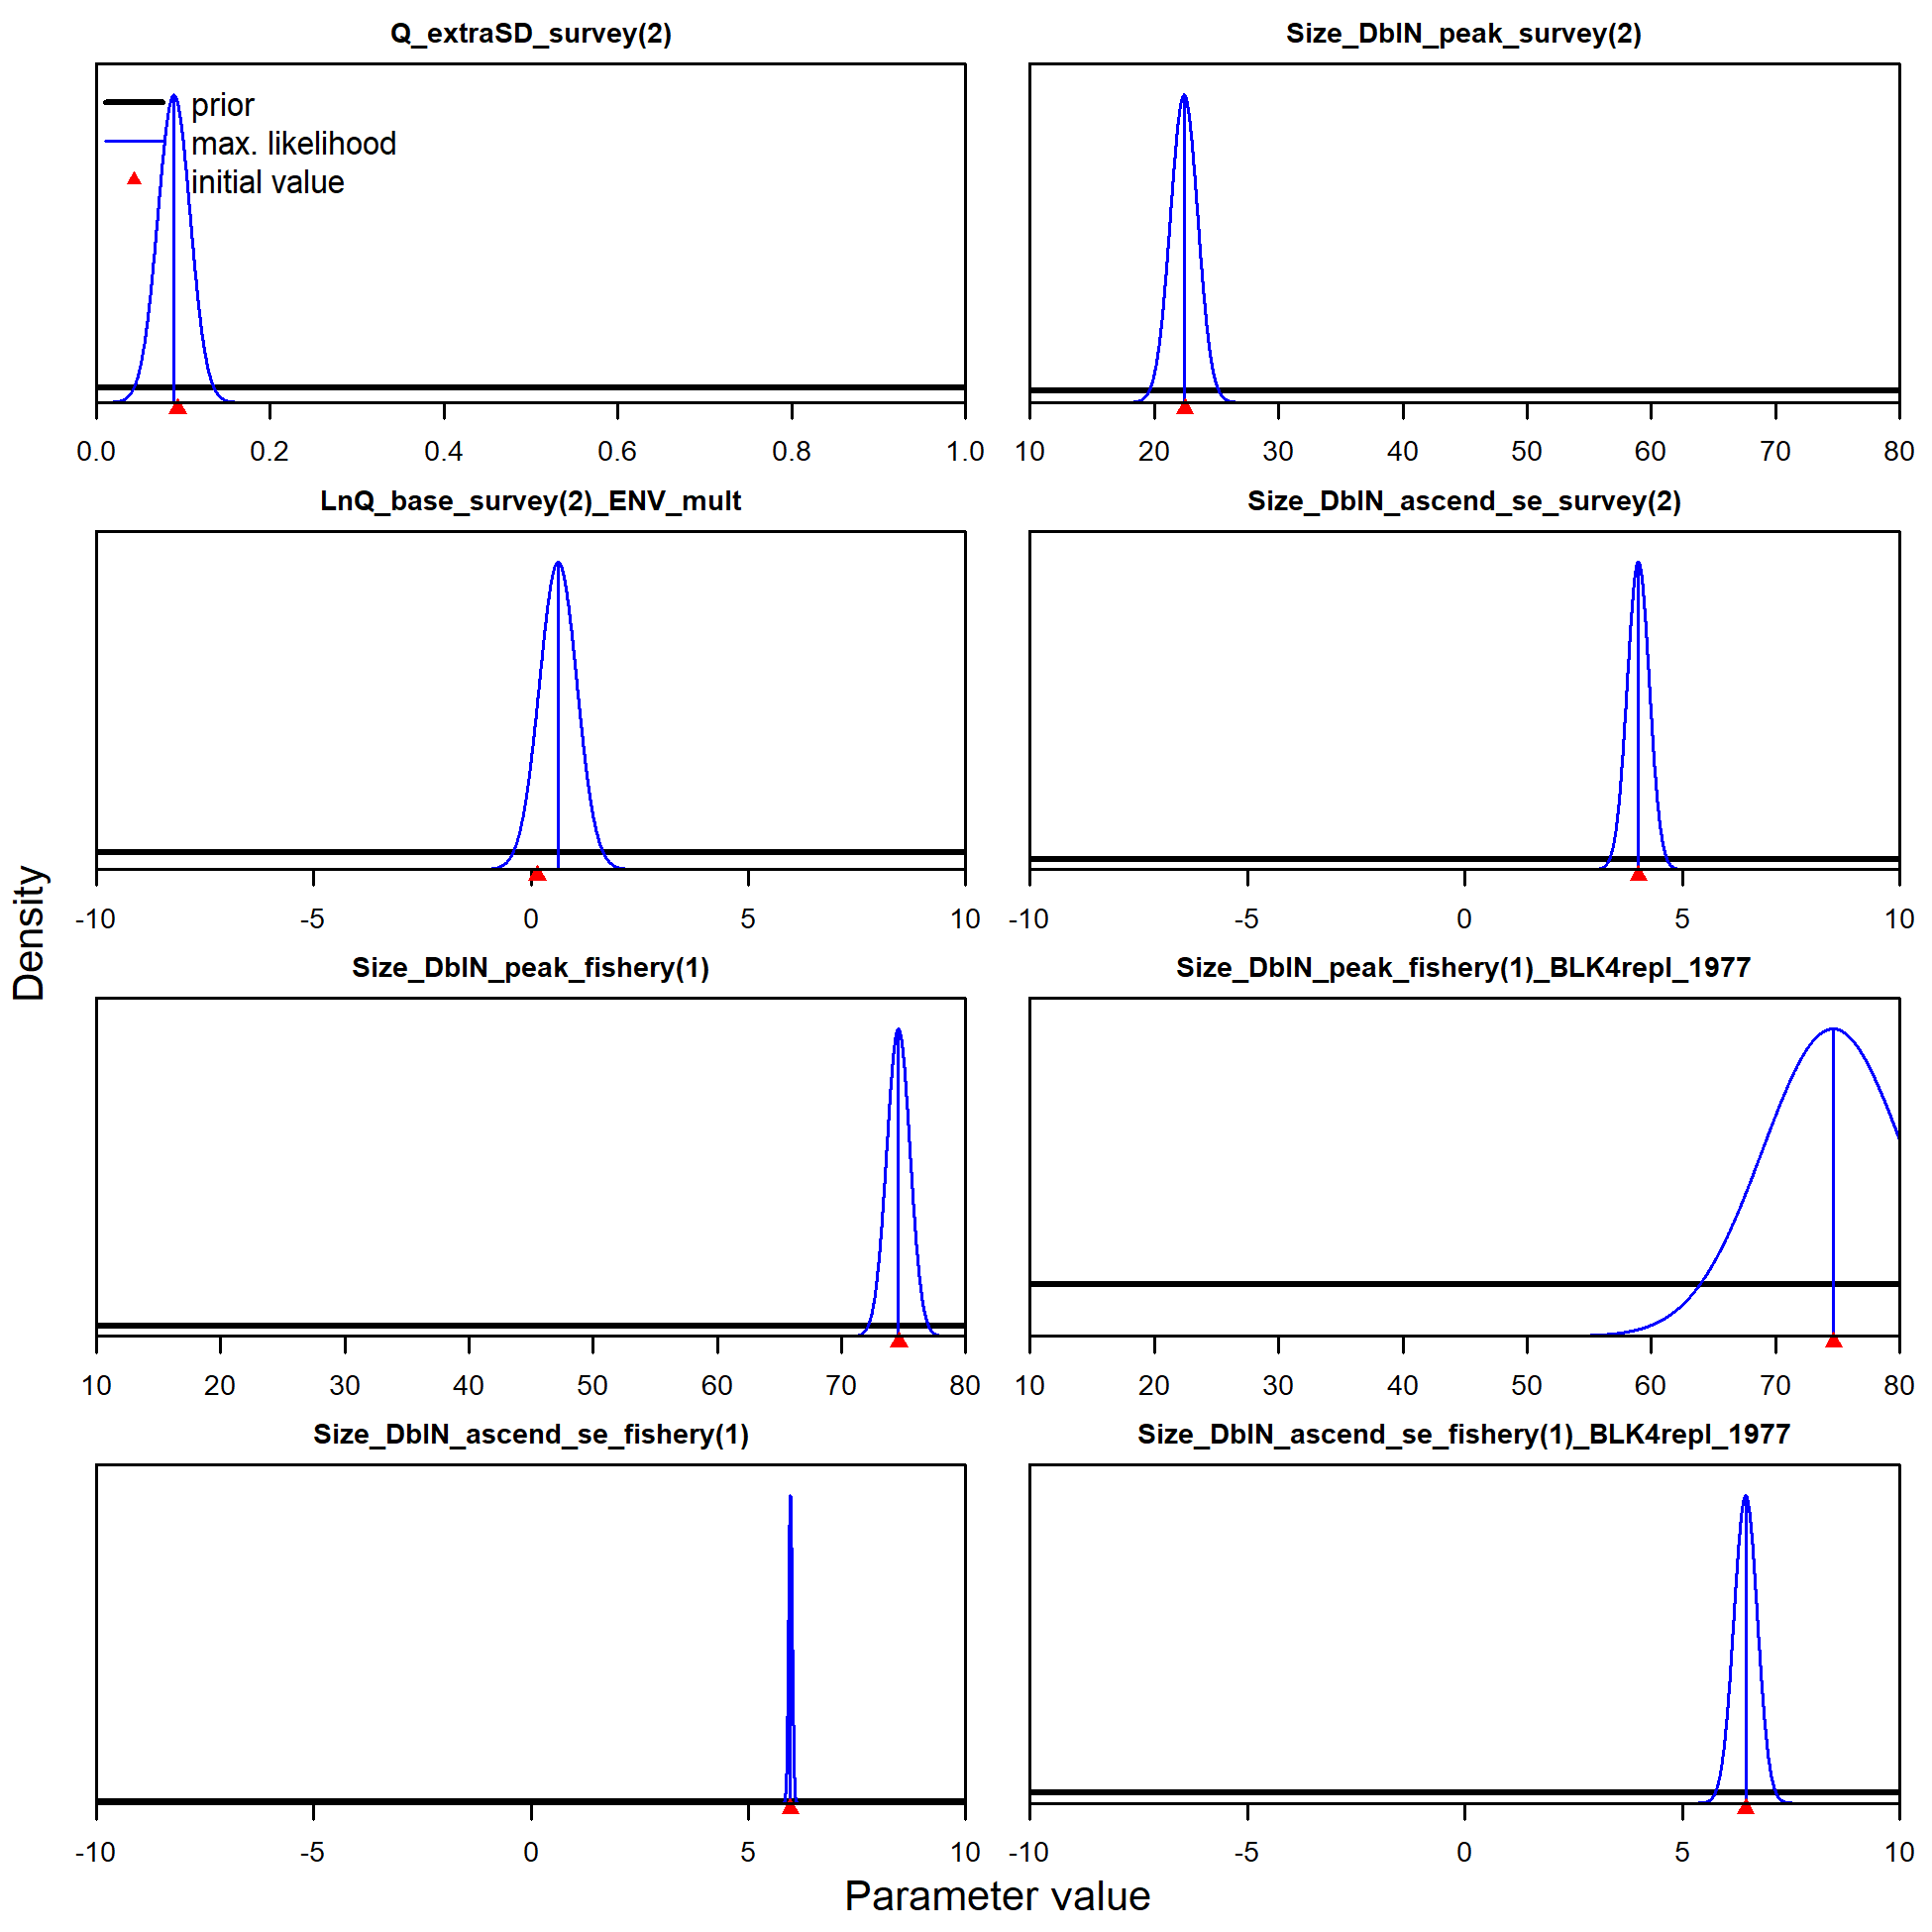 Q_extraSD_survey(2)
prior
max. likelihood
initial value
0.0 0.2 0.4 0.6 0.8 1.0
Size_DblN_peak_survey(2)
10 20 30 40 50 60 70 80
LnQ_base_survey(2)_ENV_mult
-10 -5 0 5 10
Size_DblN_ascend_se_survey(2)
-10 -5 0 5 10
Density
Size_DblN_peak_fishery(1)
10 20 30 40 50 60 70 80
Size_DblN_peak_fishery(1)_BLK4repl_1977
10 20 30 40 50 60 70 80
Size_DblN_ascend_se_fishery(1)
-10 -5 0 5 10
Size_DblN_ascend_se_fishery(1)_BLK4repl_1977
-10 -5 0 5 10
Parameter value